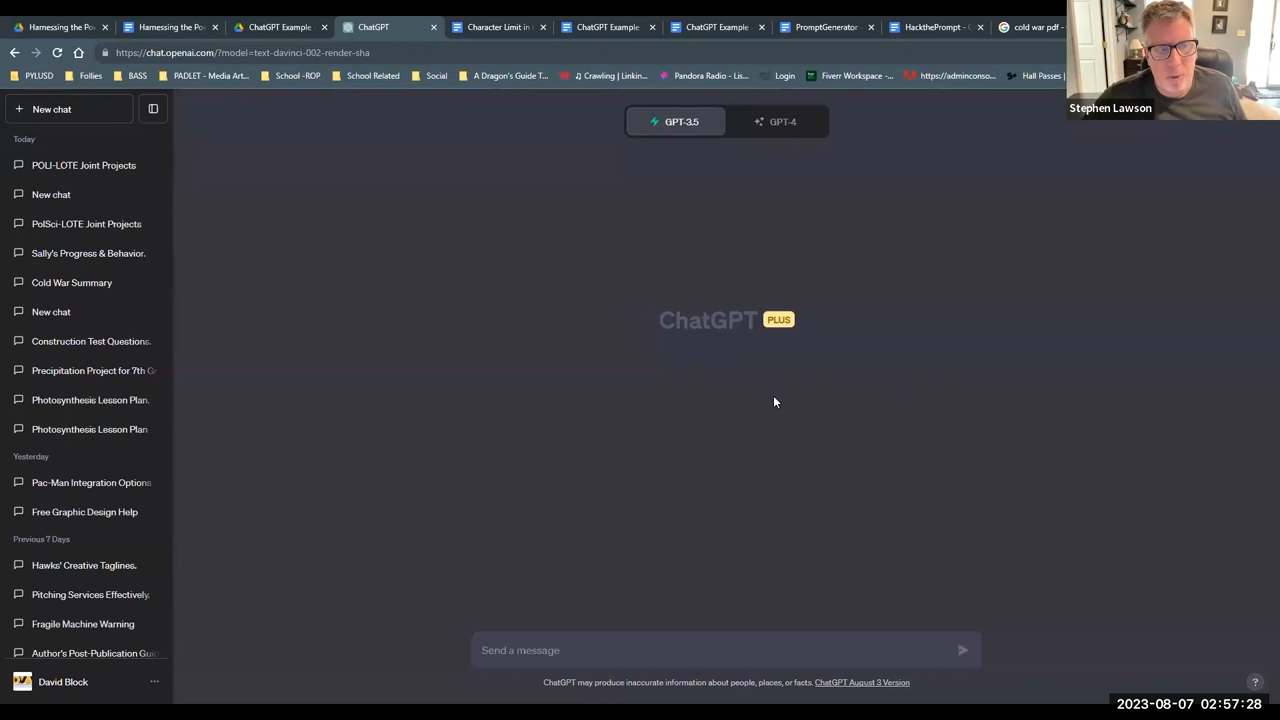 Harnessing the Po
Harnessing the Po
ChatGPT Example
ChatGPT
Character Limit in
ChatGPT Example
ChatGPT Example
PromptGenerator
HackthePrompt -
cold war pdf -
https://chat.openai.com/?model=text-davinci-002-render-sha
PYLUSD
Follies
BASS
PADLET - Media Art...
School -ROP
School Related
Social
A Dragon's Guide T...
♫ Crawling | Linkin...
Pandora Radio - Lis...
Login
Fiverr Workspace -...
https://adminconso...
Hall Passes |
Stephen Lawson
New chat
GPT-3.5
GPT-4
Today
POLI-LOTE Joint Projects
New chat
PolSci-LOTE Joint Projects
Sally's Progress & Behavior.
Cold War Summary
New chat
Construction Test Questions.
Precipitation Project for 7th G
Photosynthesis Lesson Plan.
Photosynthesis Lesson Plan
Yesterday
Pac-Man Integration Options
Free Graphic Design Help
Previous 7 Days
Hawks' Creative Taglines.
Pitching Services Effectively.
Fragile Machine Warning
Author's Post-Publication Gui
David Block
...
ChatGPT PLUS
Send a message
ChatGPT may produce inaccurate information about people, places, or facts. ChatGPT August 3 Version
?
2023-08-07 02:57:28